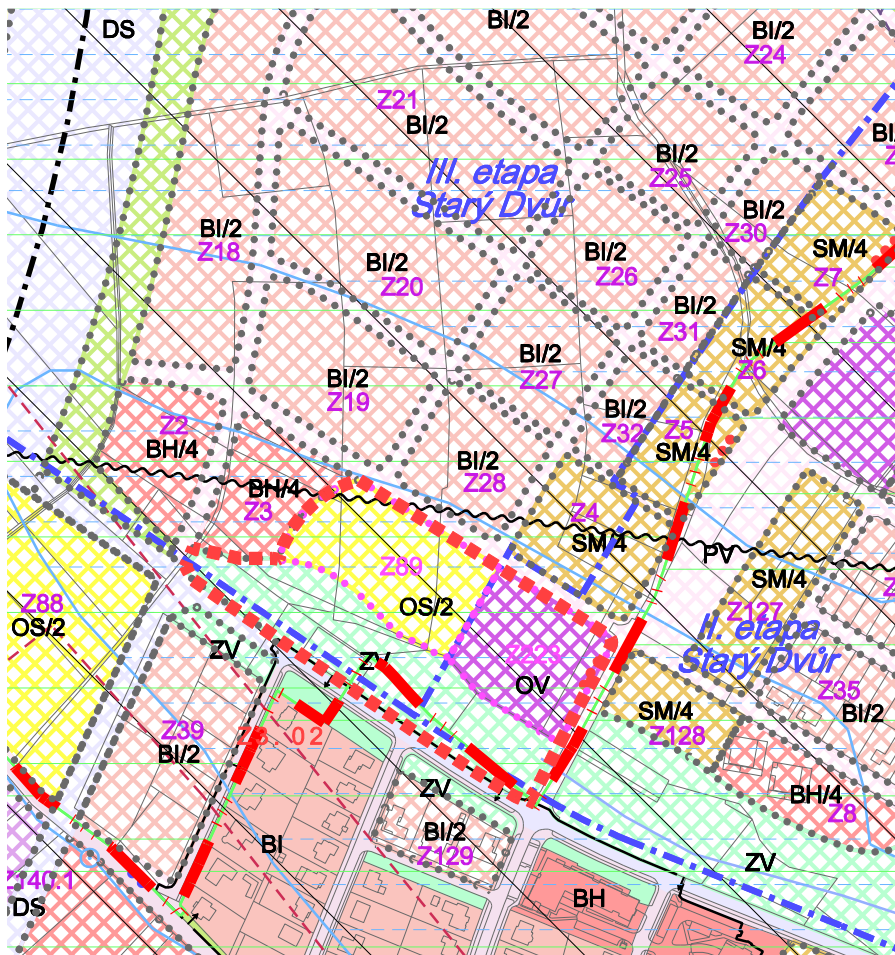 DS
BI/2
BI/2
Z24
Z21
BI/2
BI/2
Z25
III. etapa
Starý Dvůr
BI/2
Z18
BI/2
Z30
BI/2
Z20
BI/2
Z26
SM/4
Z7
BI/2
Z31
BI/2
Z27
SM/4
Z6
BI/2
Z19
BI/2
Z32
Z5
SM/4
Z2
BH/4
BI/2
Z28
BH/4
Z3
Z4
SM/4
PV
Z89
OS/2
SM/4
Z127
Z88
OS/2
II. etapa
Starý Dvůr
ZV
ZV
OV
Z35
BI/2
SM/4
Z128
Z39
BI/2
Z3.02
ZV
BH/4
Z8
BI
BI/2
Z129
ZV
Z140.1
DS
BH